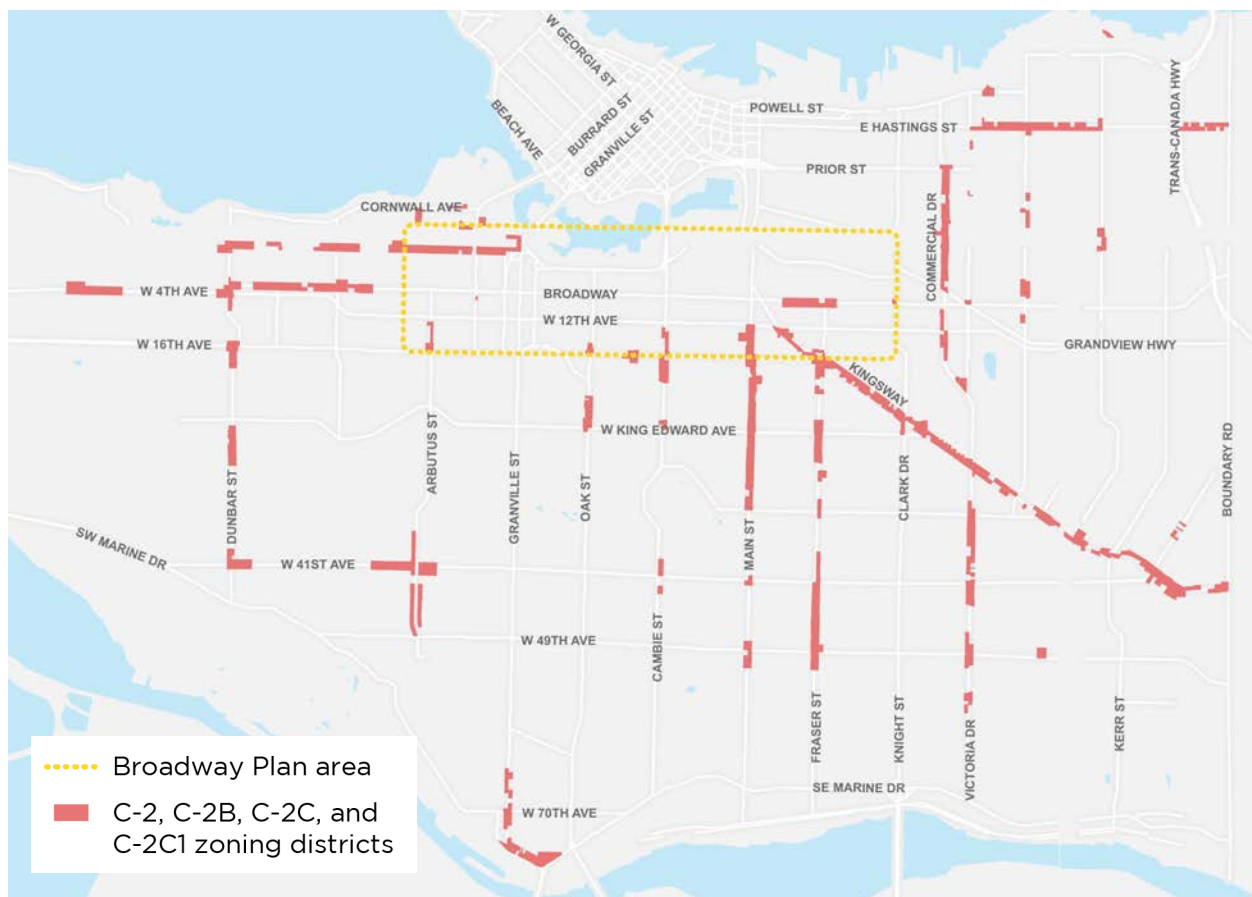 W GEORGIA ST
BEACH AVE
BURRARD ST
GRANVILLE ST
POWELL ST
E HASTINGS ST
TRANS-CANADA HWY
PRIOR ST
CORNWALL AVE
COMMERCIAL DR
W 4TH AVE
BROADWAY
W 12TH AVE
W 16TH AVE
GRANDVIEW HWY
KINGSWAY
W KING EDWARD AVE
ARBUTUS ST
DUNBAR ST
GRANVILLE ST
OAK ST
CLARK DR
BOUNDARY RD
MAIN ST
SW MARINE DR
W 41ST AVE
CAMBIE ST
W 49TH AVE
FRASER ST
KNIGHT ST
VICTORIA DR
KERR ST
SE MARINE DR
W 70TH AVE
Broadway Plan area
C-2, C-2B, C-2C, and
C-2C1 zoning districts